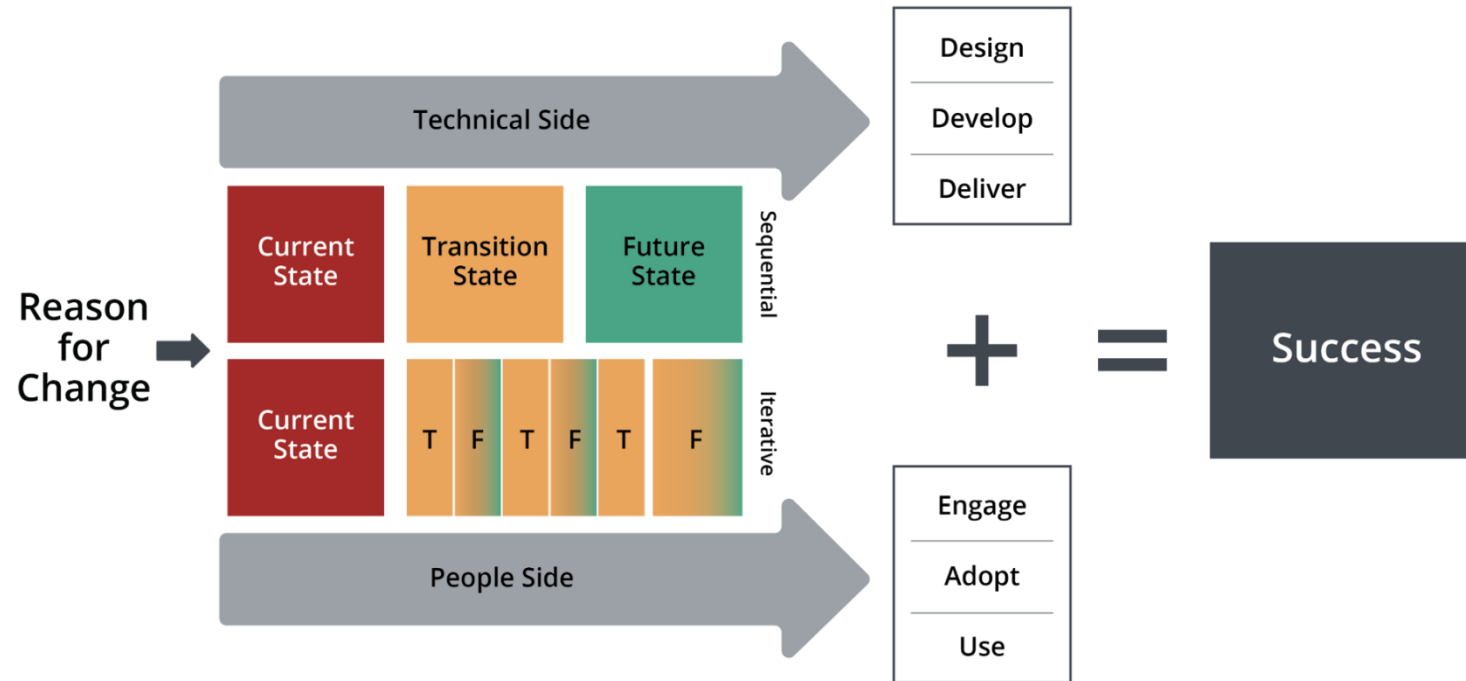 Technical Side
Design
Develop
Deliver
Reason
for
Change
Current
State
Transition
State
Future
State
Sequential
Current
State
T
F
T
F
T
F
Iterative
+
=
Success
People Side
Engage
Adopt
Use